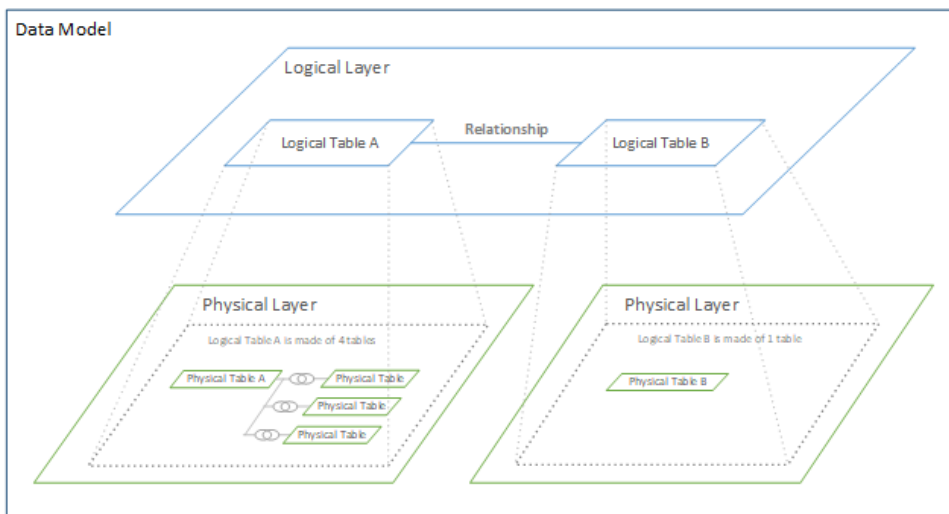 Data Model
Logical Layer
Logical Table A
Relationship
Logical Table B
Physical Layer
Logical Table A is made of 4 tables
Physical Table A
Physical Table
Physical Table
Physical Table
Physical Layer
Logical Table B is made of 1 table
Physical Table B